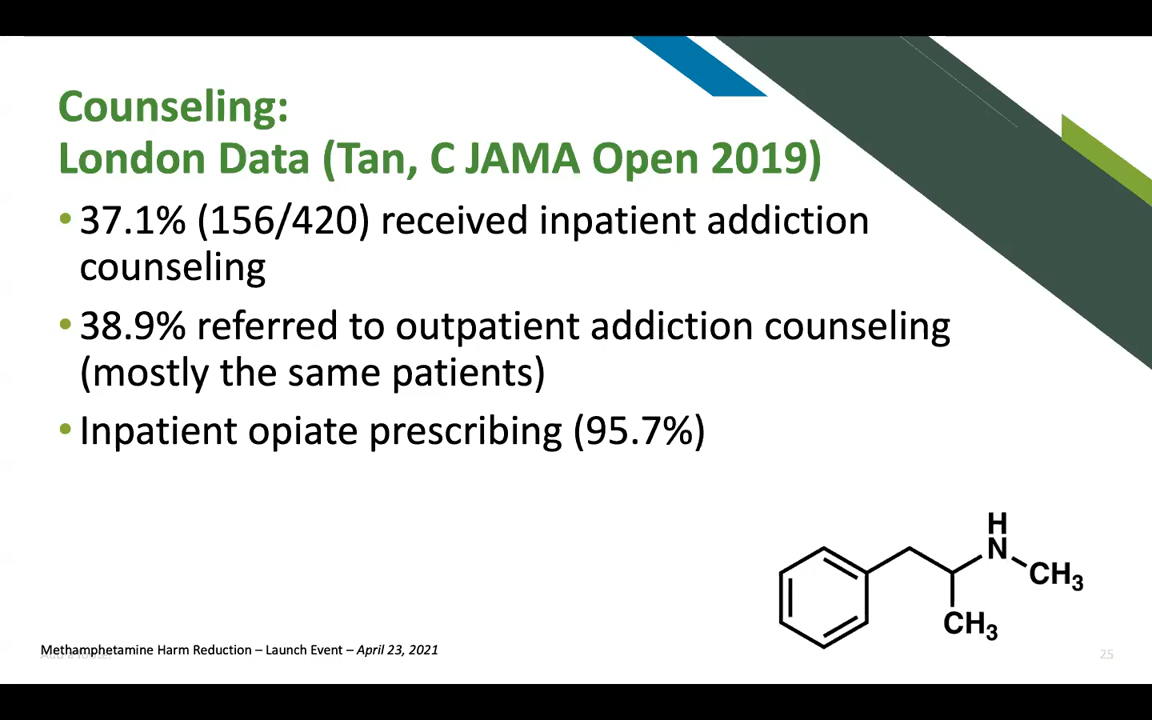 Counseling:
London Data (Tan, C JAMA Open 2019)
• 37.1% (156/420) received inpatient addiction
counseling
• 38.9% referred to outpatient addiction counseling
(mostly the same patients)
• Inpatient opiate prescribing (95.7%)
H
N
CH3
CH3
Methamphetamine Harm Reduction – Launch Event – April 23, 2021
25